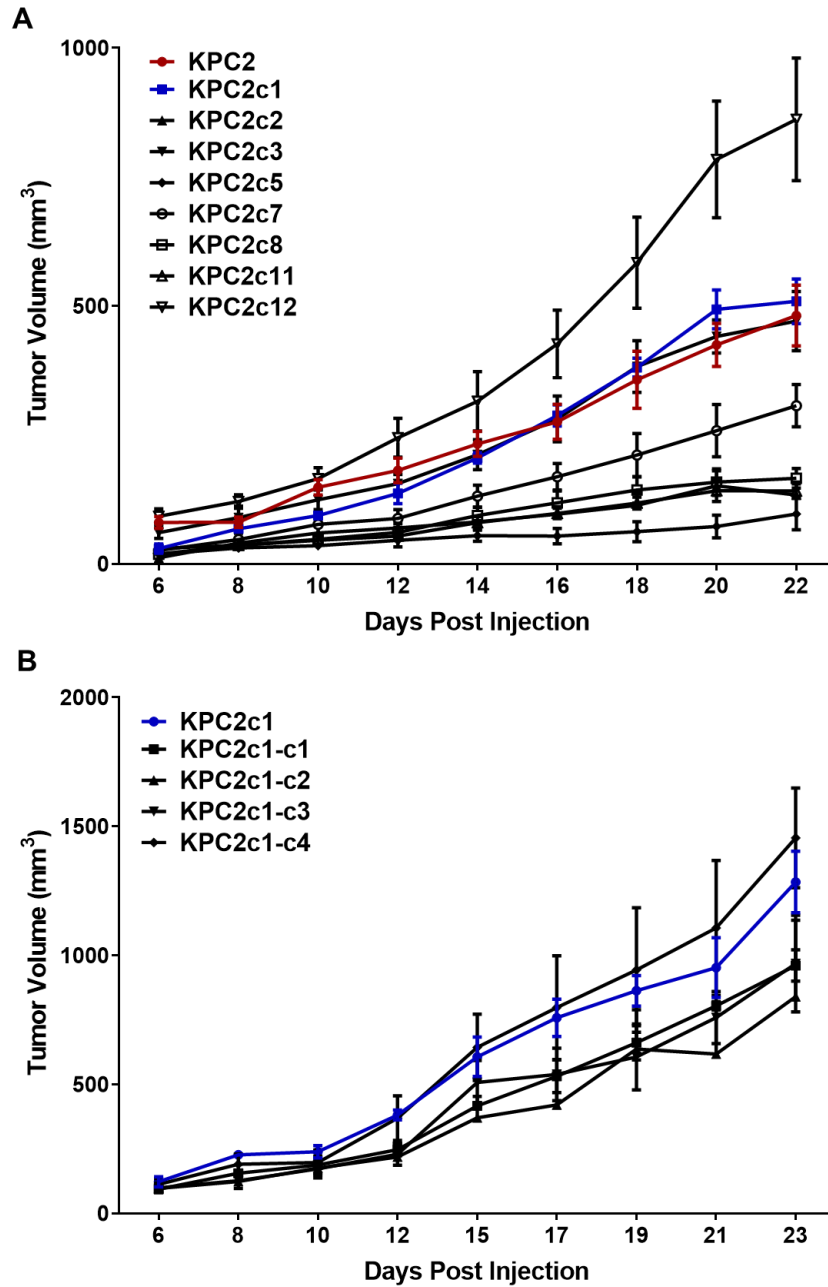 A
1000
500
0
Tumor Volume (mm³)
KPC2
KPC2c1
KPC2c2
KPC2c3
KPC2c5
KPC2c7
KPC2c8
KPC2c11
KPC2c12
6 8 10 12 14 16 18 20 22
Days Post Injection
B
2000
1500
1000
500
0
Tumor Volume (mm³)
KPC2c1
KPC2c1-c1
KPC2c1-c2
KPC2c1-c3
KPC2c1-c4
6 8 10 12 15 17 19 21 23
Days Post Injection